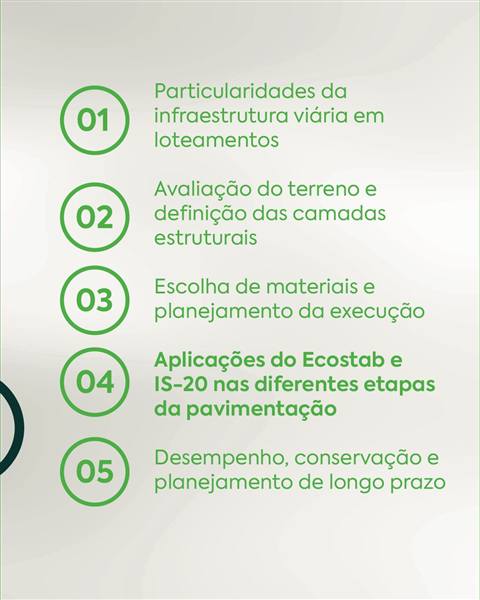 01
Particularidades da
infraestrutura viária em
loteamentos
02
Avaliação do terreno e
definição das camadas
estruturais
03
Escolha de materiais e
planejamento da execução
04
Aplicações do Ecostab e
IS-20 nas diferentes etapas
da pavimentação
05
Desempenho, conservação e
planejamento de longo prazo